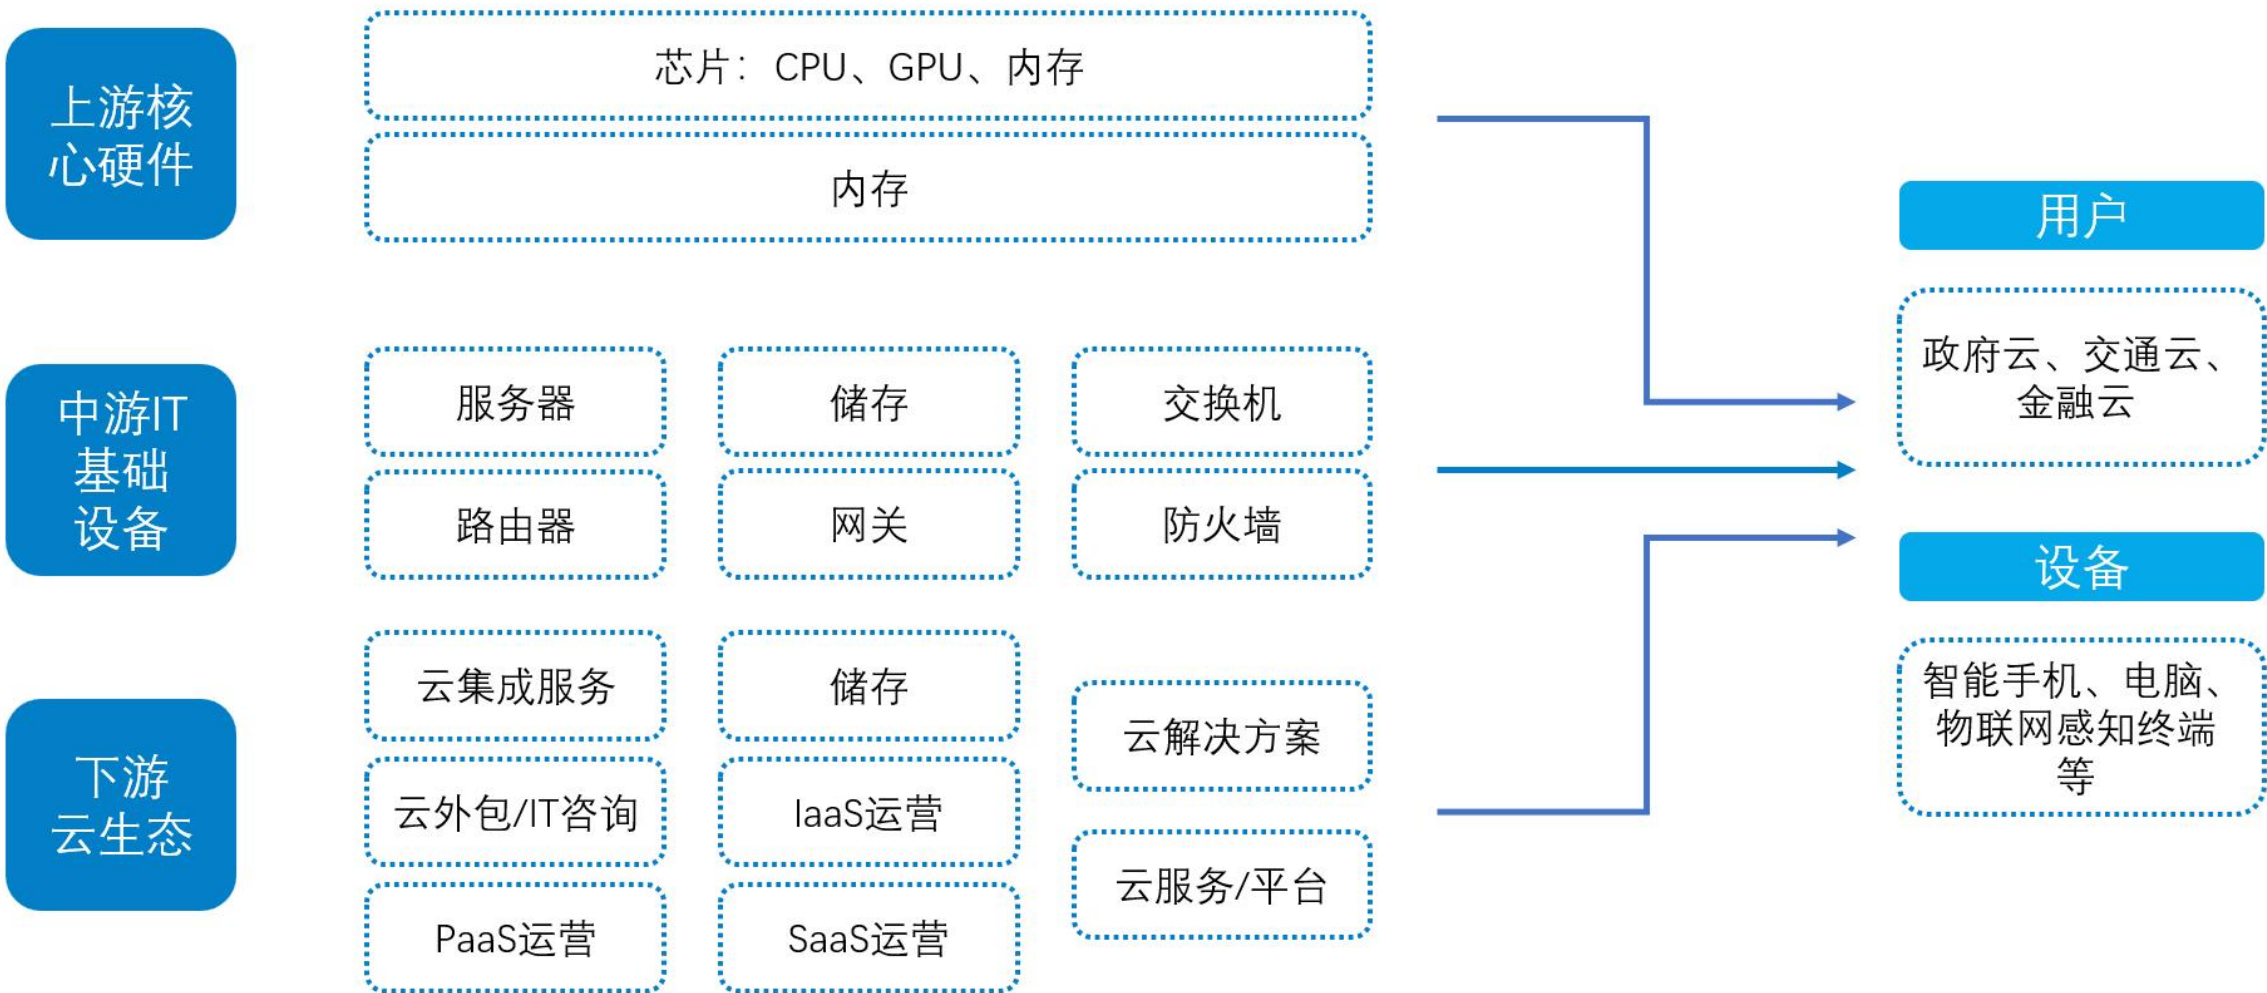 上游核
心硬件
芯片：CPU、GPU、内存
内存
中游IT
基础
设备
服务器
储存
交换机
路由器
网关
防火墙
下游
云生态
云集成服务
储存
云解决方案
云外包/IT咨询
IaaS运营
云服务/平台
PaaS运营
SaaS运营
用户
政府云、交通云、
金融云
设备
智能手机、电脑、
物联网感知终端
等